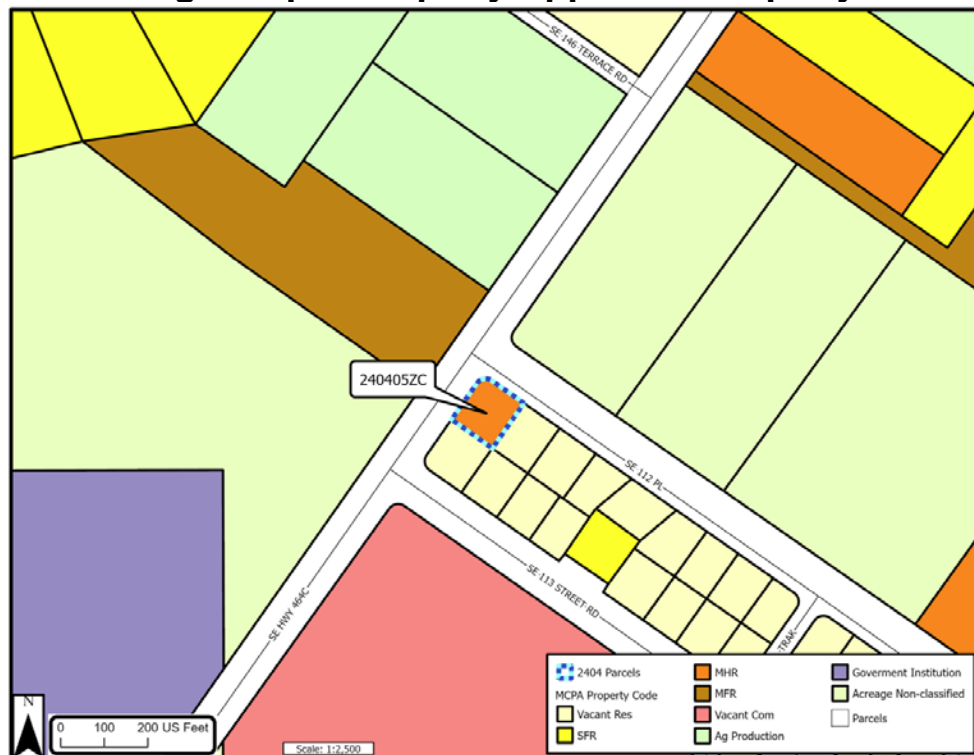 SE 146 TERRACE RD
240405ZC
SE 112 PL
SE 113 STREET RD
SE HWY 464C
TRAK
N
0 100 200 US Feet
Scale: 1:2,500
2404 Parcels
MCPA Property Code
Vacant Res
SFR
MHR
MFR
Vacant Com
Ag Production
Goverment Institution
Acreage Non-classified
Parcels